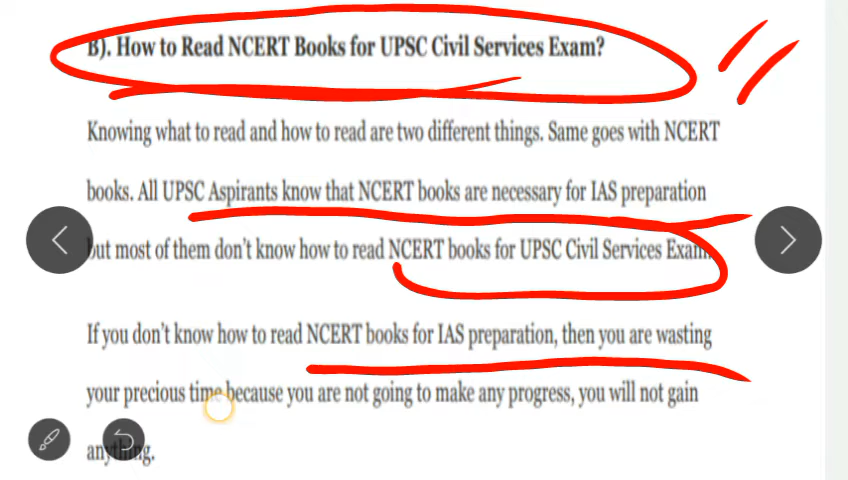 B). How to Read NCERT Books for UPSC Civil Services Exam?
Knowing what to read and how to read are two different things. Same goes with NCERT
books. All UPSC Aspirants know that NCERT books are necessary for IAS preparation
but most of them don't know how to read NCERT books for UPSC Civil Services Exam.
If you don't know how to read NCERT books for IAS preparation, then you are wasting
your precious time because you are not going to make any progress, you will not gain
anything.